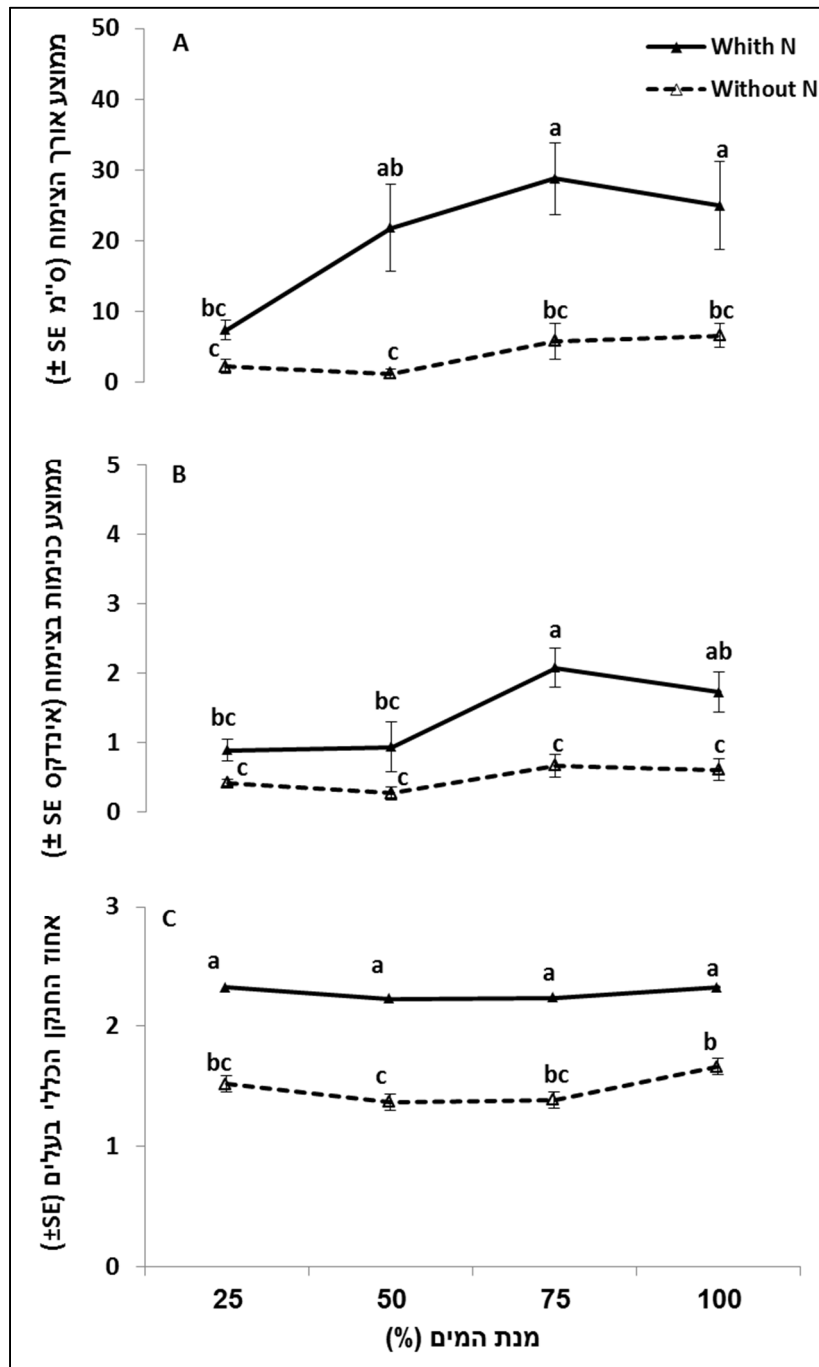 A
Whith N
Without N
ממוצע אורך הצימוח (ס"מ SE ±)
50
40
30
20
10
0
bc
ab
a
a
c
c
bc
bc
B
ממוצע כנימות בצימוח (אינדקס SE ±)
5
4
3
2
1
0
bc
bc
a
ab
c
c
c
c
C
אחוז החנקן הכללי בעלים (±SE)
3
2
1
0
a
a
a
a
bc
c
bc
b
25 50 75 100
מנת המים (%)